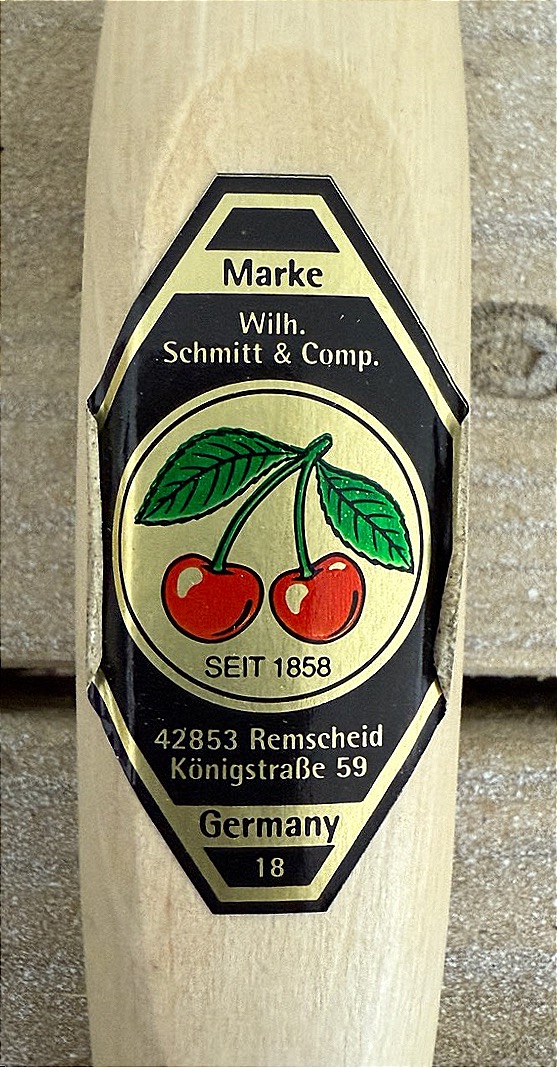 Marke
Wilh.
Schmitt & Comp.
SEIT 1858
42853 Remscheid
Königstraße 59
Germany
18